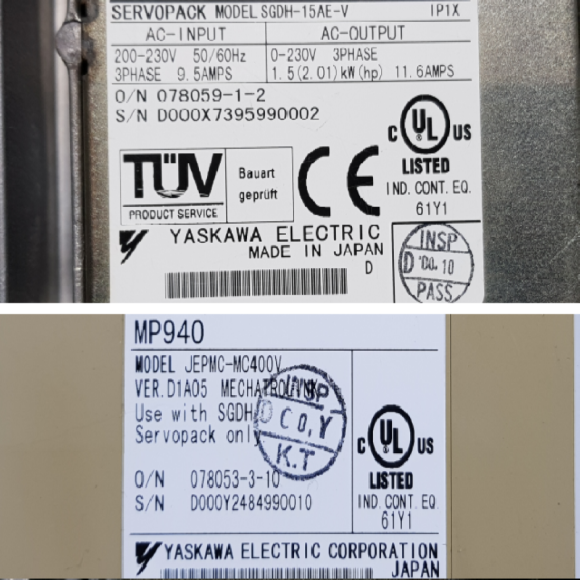 SERVOPACK MODEL SGDH-15AE-V IP1X
AC-INPUT AC-OUTPUT
200-230V 50/60Hz 0-230V 3PHASE
3PHASE 9.5AMPS 1.5(2.01)kW(hp) 11.6AMPS
O/N 078059-1-2
S/N D000X7395990002
C UL US
LISTED
IND. CONT. EQ.
61Y1
TÜV
PRODUCT SERVICE
Bauart
geprüft
CE
YASKAWA ELECTRIC
MADE IN JAPAN
D
INSP
D '00.10
PASS
MP940
MODEL JEPMC-MC400V
VER.D1A05 MECHATROLINK
Use with SGDH
Servopack only
INSP
D C0,Y
K.T
O/N 078053-3-10
S/N D000Y2484990010
C UL US
LISTED
IND. CONT. EQ.
61Y1
YASKAWA ELECTRIC CORPORATION
JAPAN